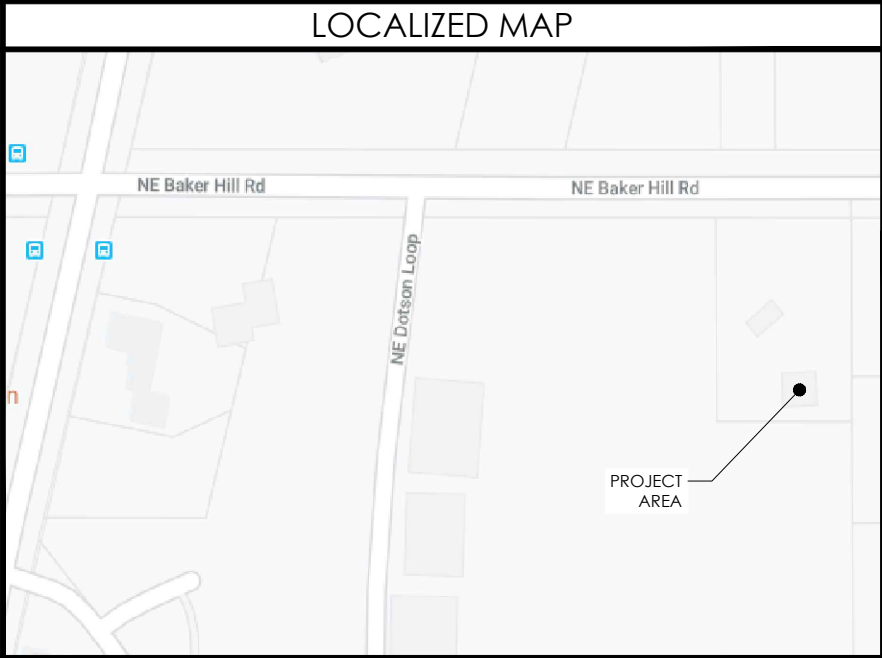 LOCALIZED MAP
NE Baker Hill Rd
NE Baker Hill Rd
NE Dotson Loop
n
PROJECT
AREA